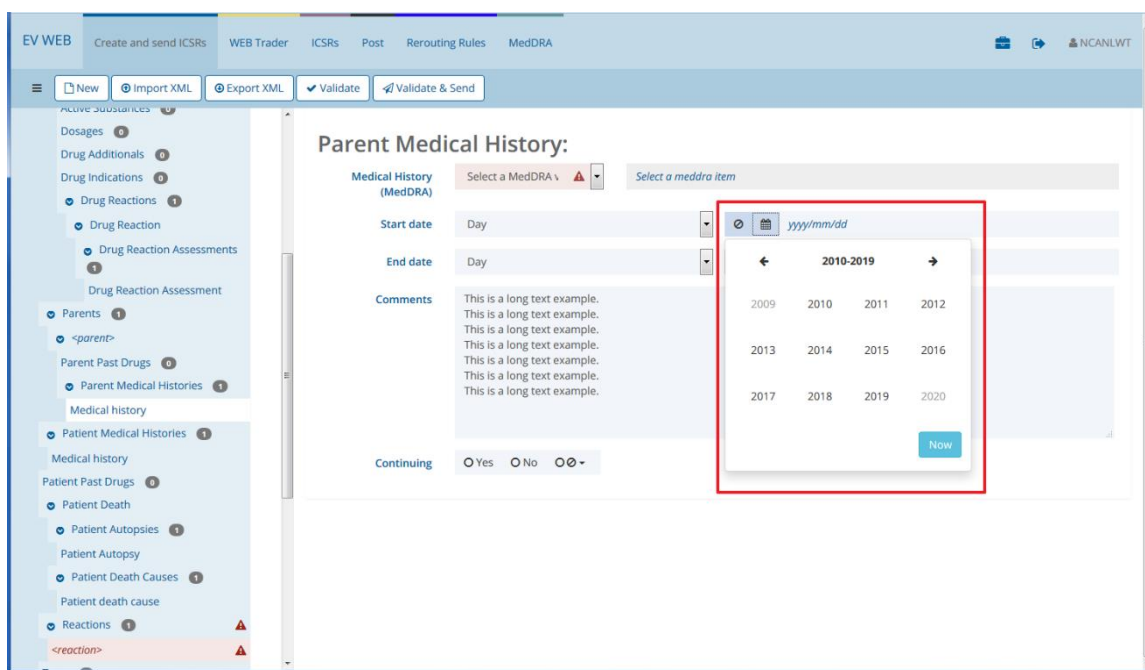 EV WEB Create and send ICSRs WEB Trader ICSRs Post Rerouting Rules MedDRA NCANLWT
New Import XML Export XML Validate Validate & Send
Active Substances 0
Dosages 0
Drug Additionals 0
Drug Indications 0
Drug Reactions 1
Drug Reaction
Drug Reaction Assessments
1
Drug Reaction Assessment
Parents 1
<parent>
Parent Past Drugs 0
Parent Medical Histories 1
Medical history
Patient Medical Histories 1
Medical history
Patient Past Drugs 0
Patient Death
Patient Autopsies 1
Patient Autopsy
Patient Death Causes 1
Patient death cause
Reactions 1
<reaction>
Parent Medical History:
Medical History
(MedDRA)
Select a MedDRA
Select a meddra item
Start date Day yyyy/mm/dd
End date Day
Comments
This is a long text example.
This is a long text example.
This is a long text example.
This is a long text example.
This is a long text example.
This is a long text example.
This is a long text example.
Continuing Yes No
2010-2019
2009 2010 2011 2012
2013 2014 2015 2016
2017 2018 2019 2020
Now